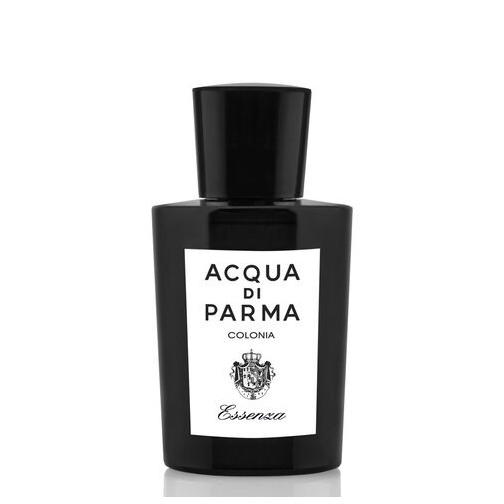 ACQUA
DI
PARMA
COLONIA
Essenza